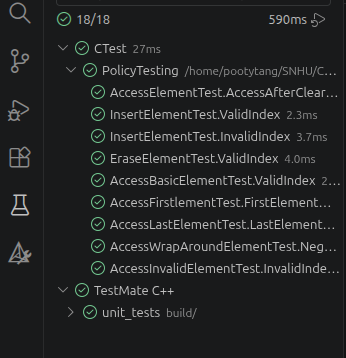 18/18 590ms
CTest 27ms
PolicyTesting /home/pootytang/SNHU/C...
AccessElementTest.AccessAfterClear...
InsertElementTest.ValidIndex 2.3ms
InsertElementTest.InvalidIndex 3.7ms
EraseElementTest.ValidIndex 4.0ms
AccessBasicElementTest.ValidIndex 2...
AccessFirstlementTest.FirstElement...
AccessLastElementTest.LastElement...
AccessWrapAroundElementTest.Neg...
AccessInvalidElementTest.InvalidInde...
TestMate C++
unit_tests build/